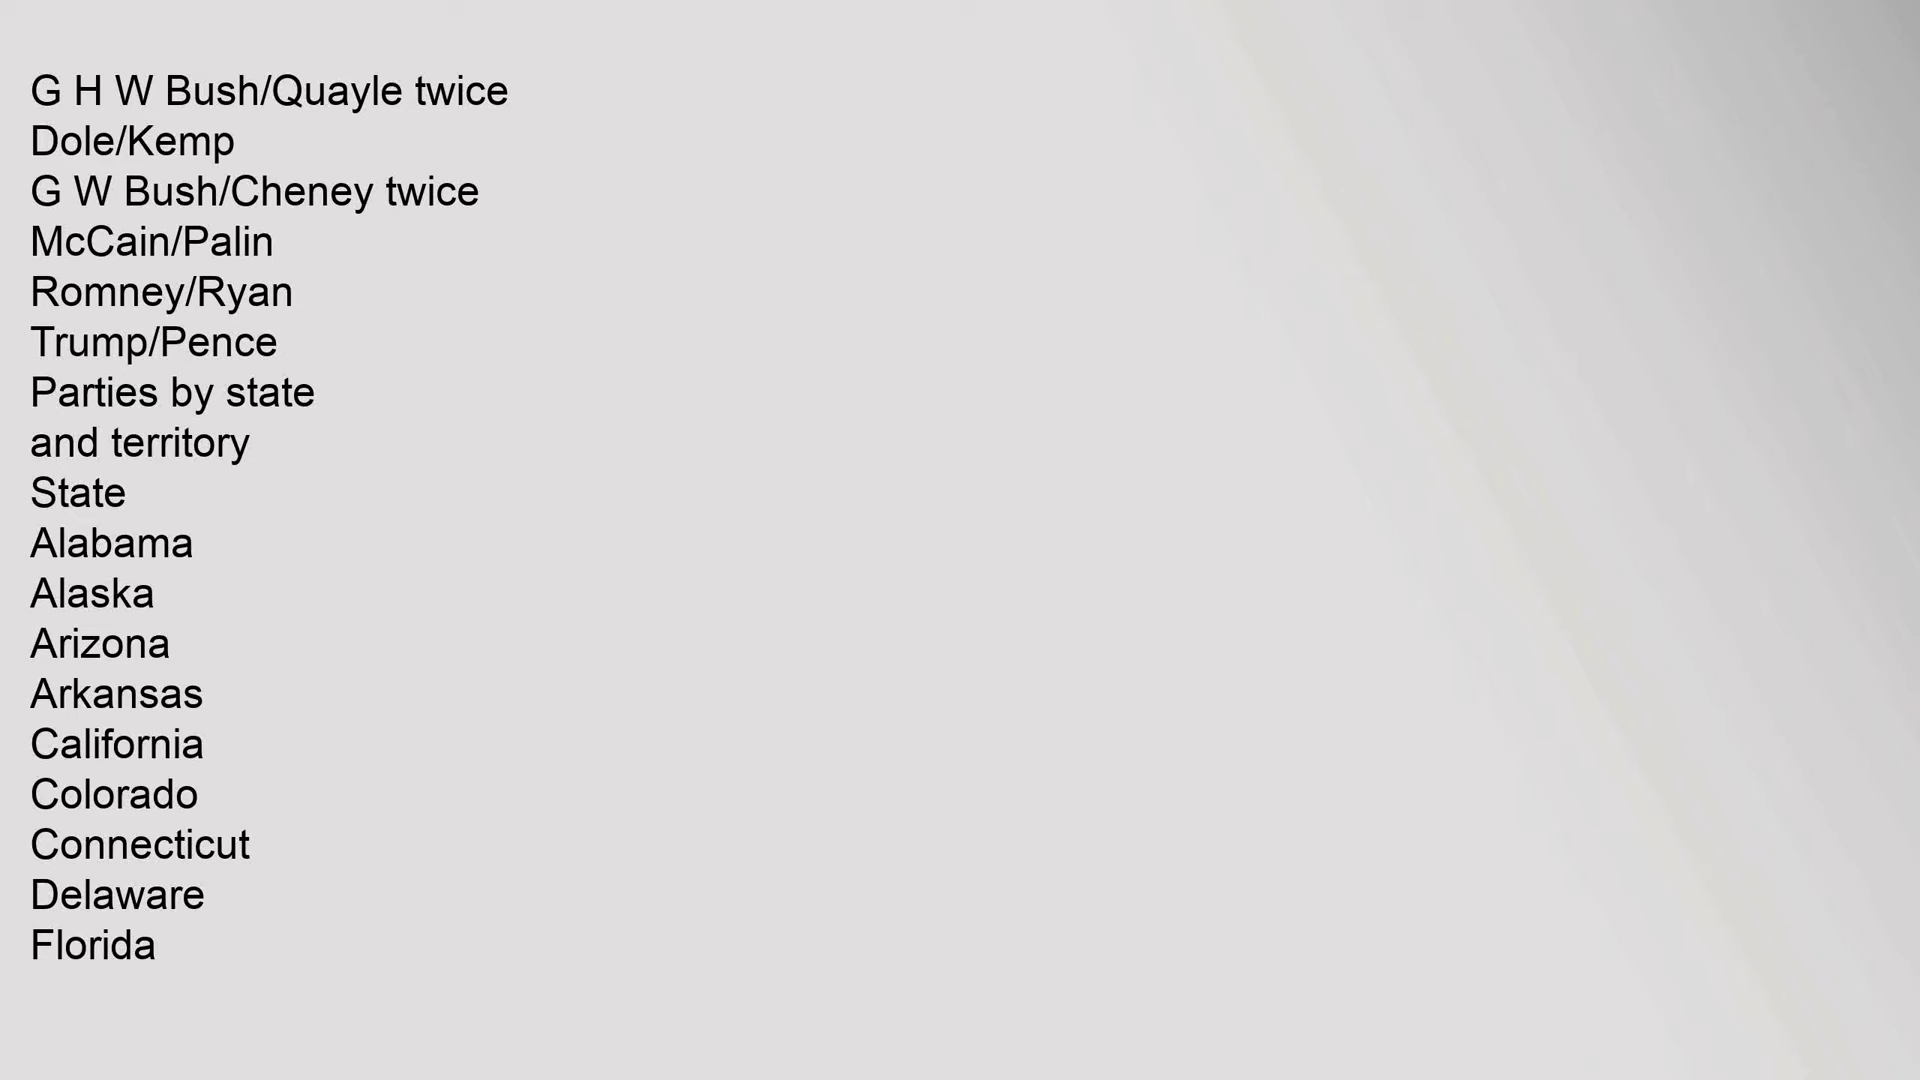 G H W Bush/Quayle twice
Dole/Kemp
G W Bush/Cheney twice
McCain/Palin
Romney/Ryan
Trump/Pence
Parties by state
and territory
State
Alabama
Alaska
Arizona
Arkansas
California
Colorado
Connecticut
Delaware
Florida